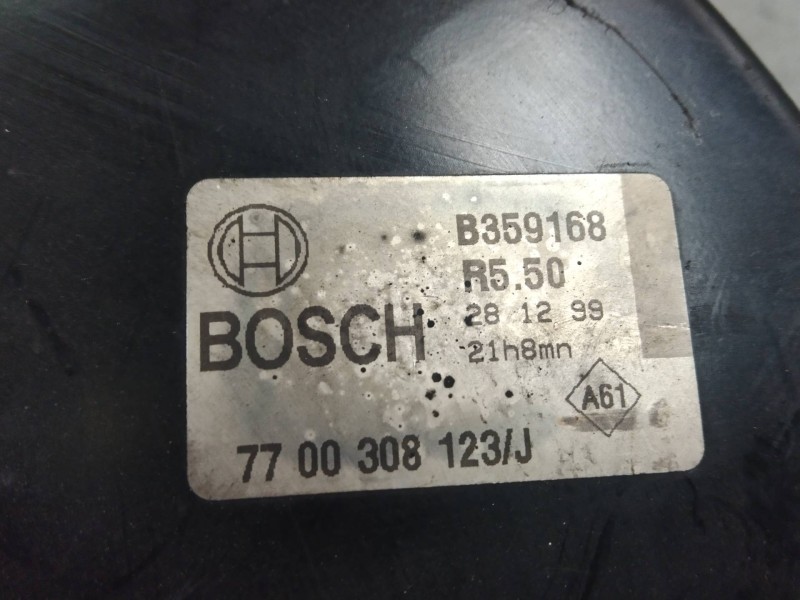 B359168
R5.50
BOSCH
28 12 99
21h8mn
A61
77 00 308 123/J